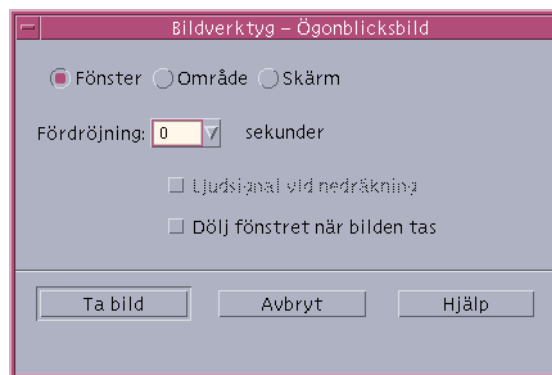 Bildverktyg – Ögonblicksbild
Fönster Område Skärm
Fördröjning: 0 sekunder
Ljudsignal vid nedräkning
Dölj fönstret när bilden tas
Ta bild Avbryt Hjälp